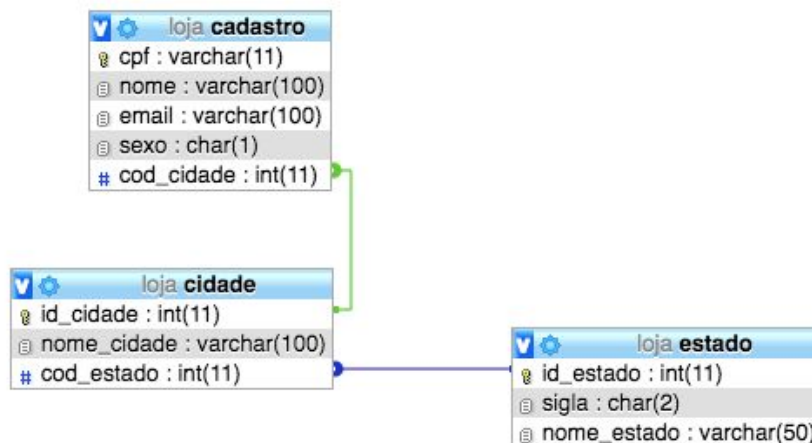 loja cadastro
cpf : varchar(11)
nome : varchar(100)
email : varchar(100)
sexo : char(1)
# cod_cidade : int(11)
loja cidade
id_cidade : int(11)
nome_cidade : varchar(100)
# cod_estado : int(11)
loja estado
id_estado : int(11)
sigla : char(2)
nome_estado : varchar(50)